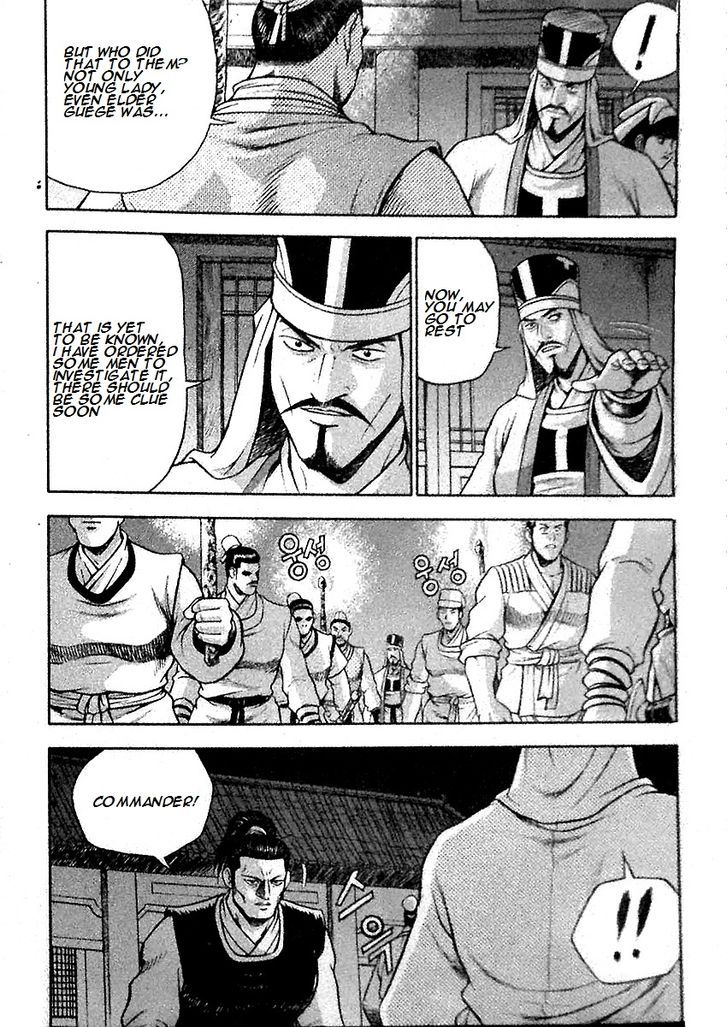 BUT WHO DID
THAT TO THEM?
NOT ONLY
YOUNG LADY,
EVEN ELDER
GUEGE WAS...
!
THAT IS YET
TO BE KNOWN,
I HAVE ORDERED
SOME MEN TO
INVESTIGATE IT,
THERE SHOULD
BE SOME CLUE
SOON
NOW,
YOU MAY
GO TO
REST
웅성
웅성
COMMANDER!
스윽
!!